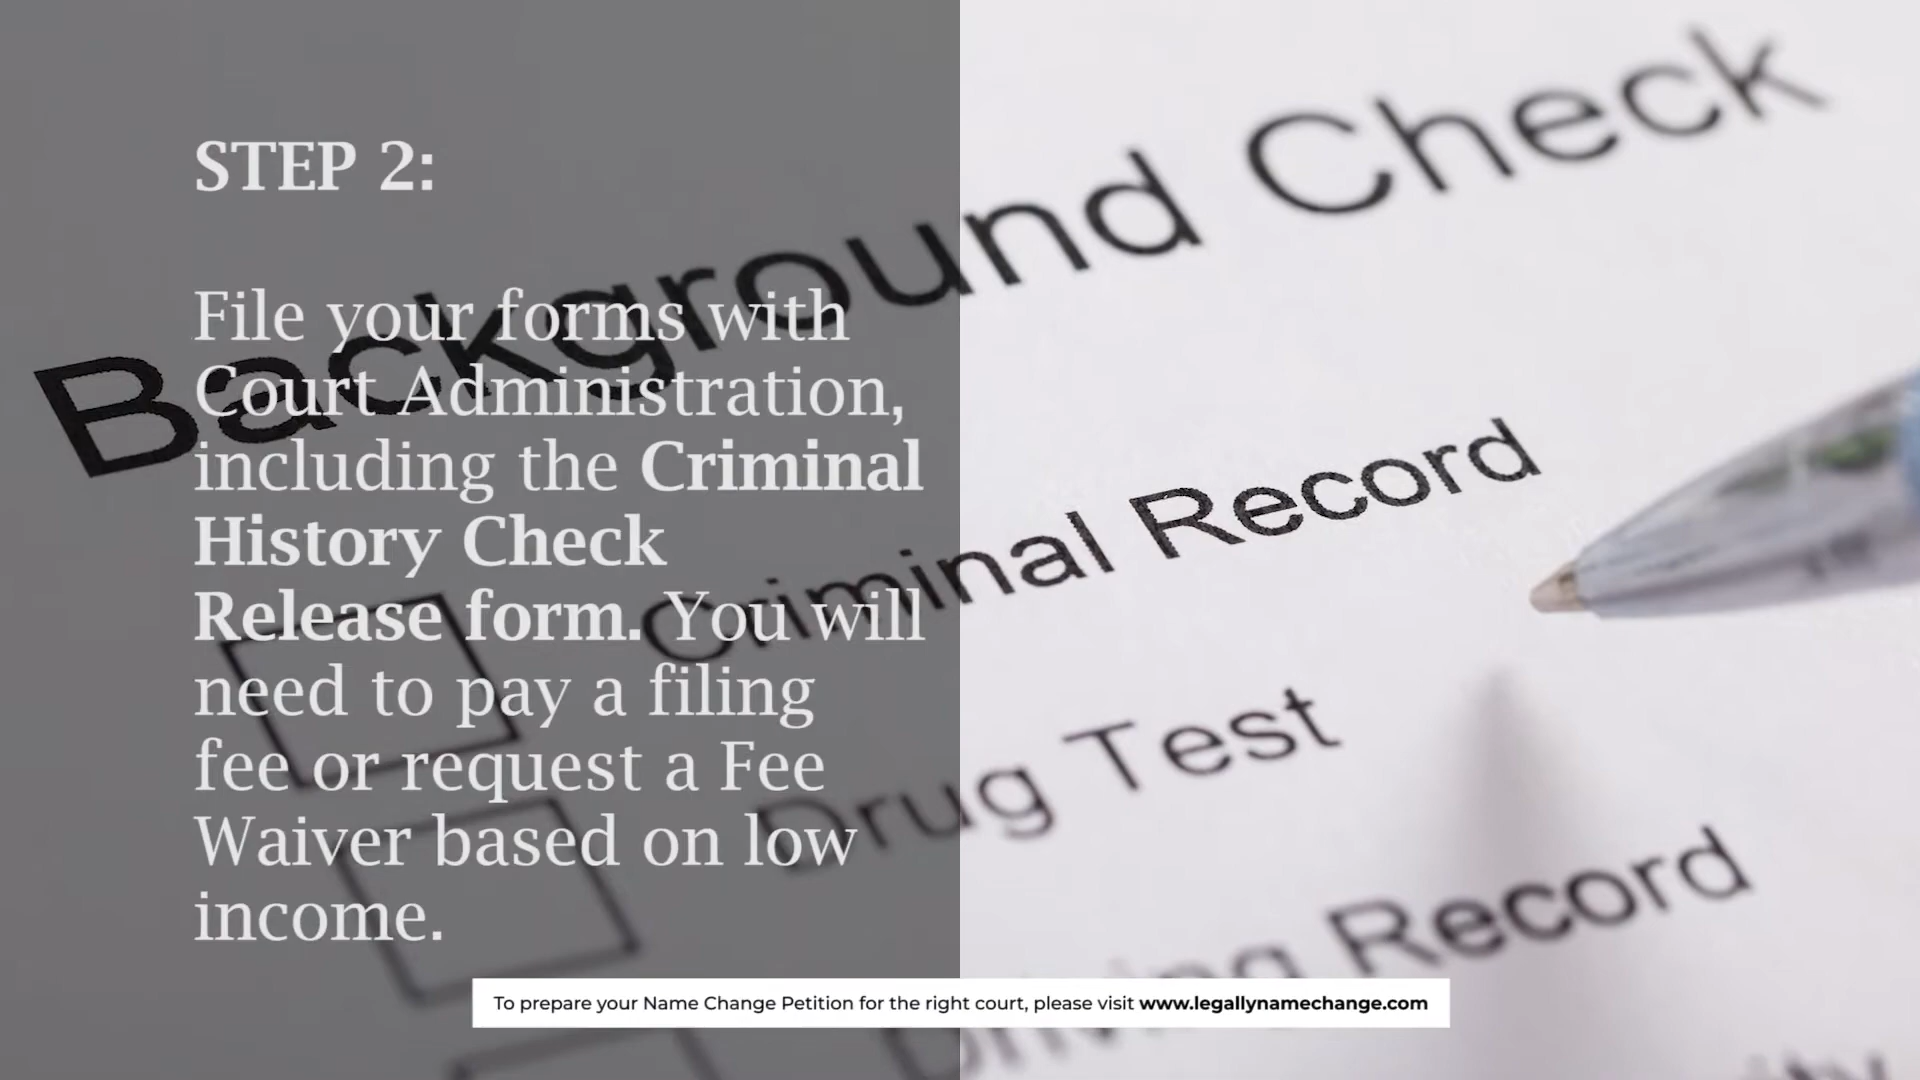 STEP 2:
File your forms with
Court Administration,
including the Criminal
History Check
Release form. You will
need to pay a filing
fee or request a Fee
Waiver based on low
income.
Background Check
Criminal Record
Drug Test
Driving Record
To prepare your Name Change Petition for the right court, please visit www.legallynamechange.com